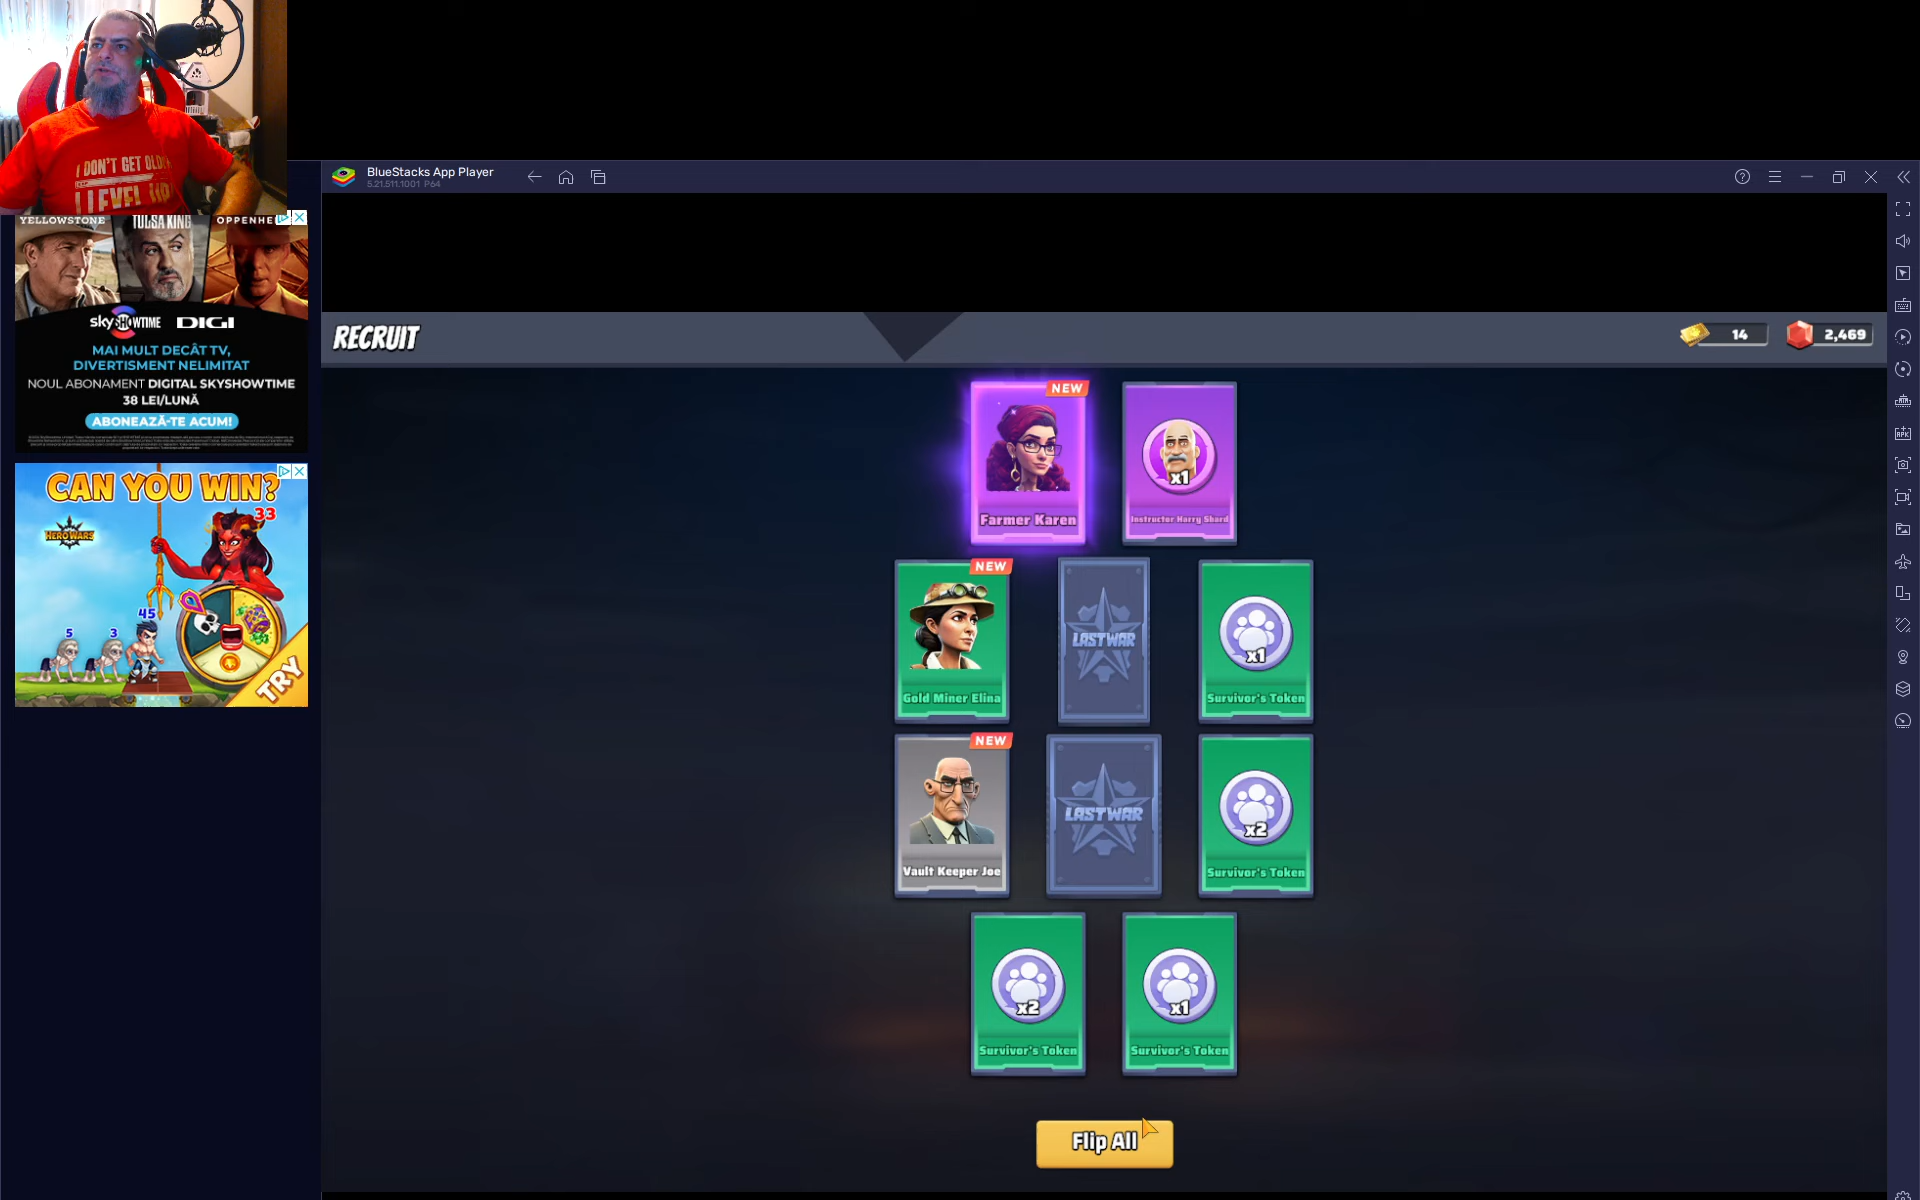 I DON'T GET OLD
I LEVEL UP
BlueStacks App Player
5.21.511.1001 P64
YELLOWSTONE
TULSA KING
OPPENHE
sky SHOWTIME DIGI
MAI MULT DECÂT TV,
DIVERTISMENT NELIMITAT
NOUL ABONAMENT DIGITAL SKYSHOWTIME
38 LEI/LUNĂ
ABONEAZĂ-TE ACUM!
CAN YOU WIN?
HERO WARS
33
45
5
3
TRY
RECRUIT
14
2,469
NEW
Farmer Karen
x1
Instructor Harry Shard
NEW
Gold Miner Elina
LAST WAR
x1
Survivor's Token
NEW
Vault Keeper Joe
LAST WAR
x2
Survivor's Token
x2
Survivor's Token
x1
Survivor's Token
Flip All